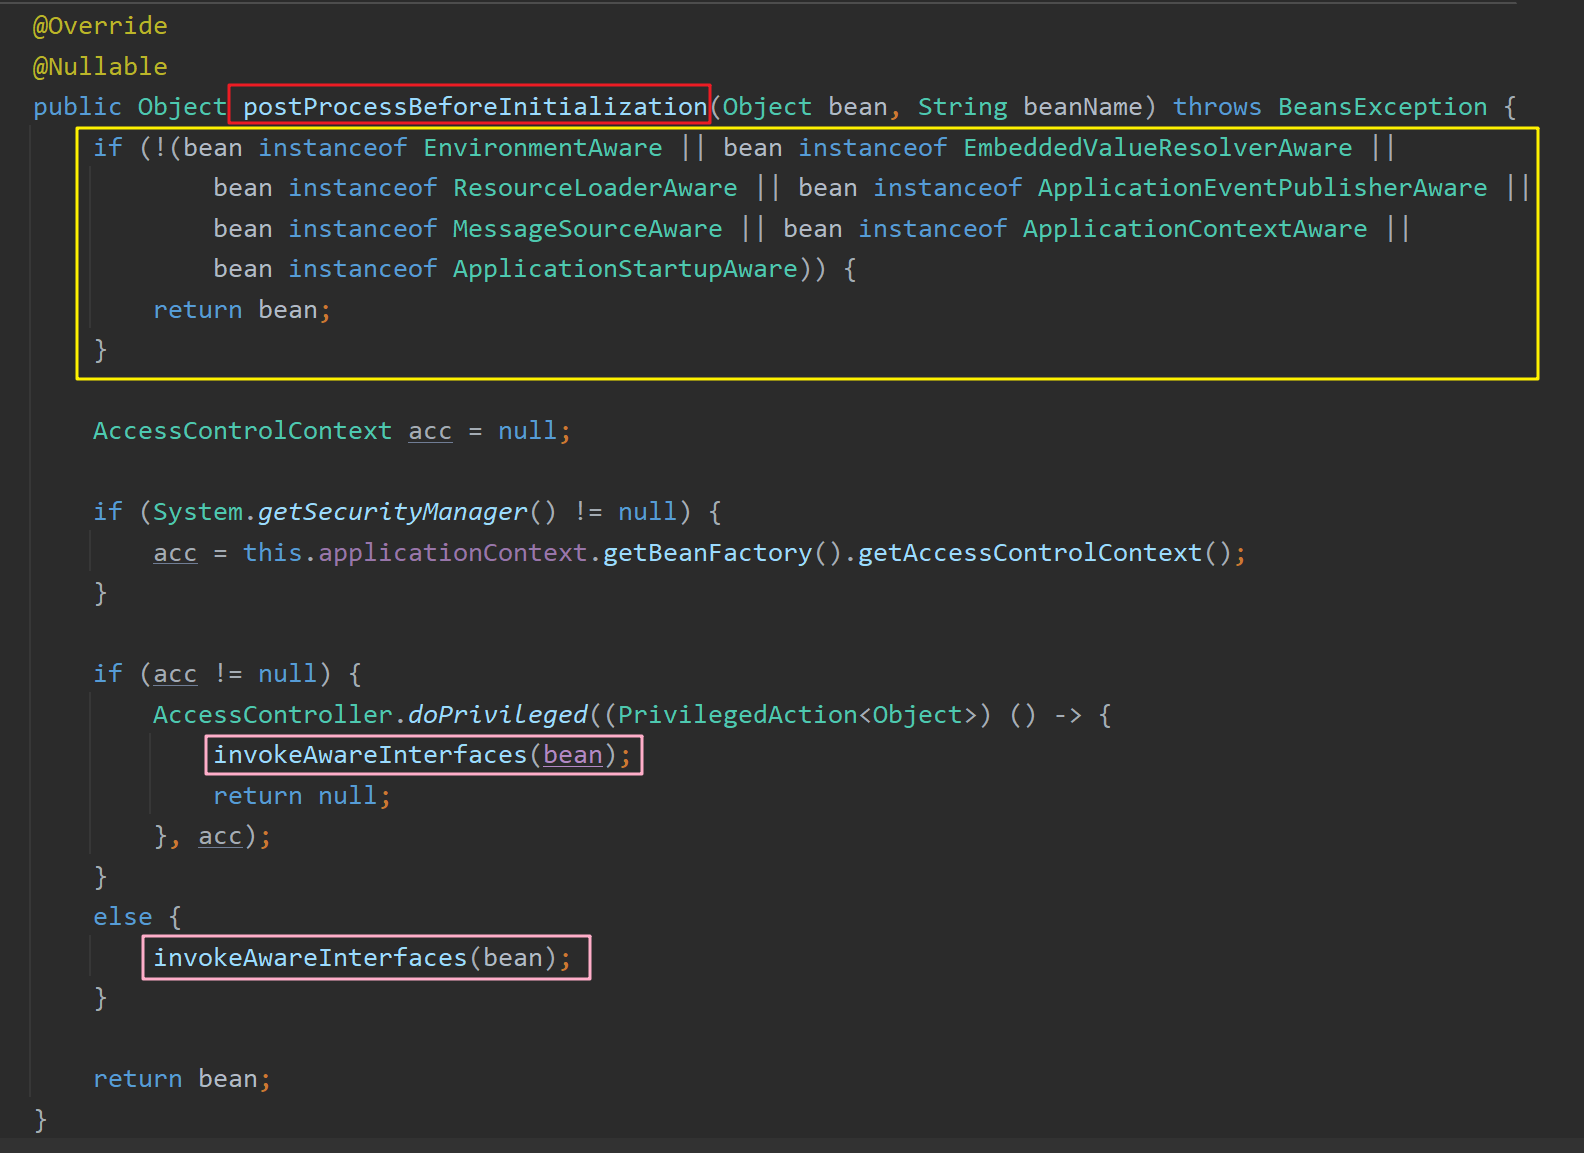 @Override
@Nullable
public Object postProcessBeforeInitialization(Object bean, String beanName) throws BeansException {
if (!(bean instanceof EnvironmentAware || bean instanceof EmbeddedValueResolverAware ||
bean instanceof ResourceLoaderAware || bean instanceof ApplicationEventPublisherAware ||
bean instanceof MessageSourceAware || bean instanceof ApplicationContextAware ||
bean instanceof ApplicationStartupAware)) {
return bean;
}
AccessControlContext acc = null;
if (System.getSecurityManager() != null) {
acc = this.applicationContext.getBeanFactory().getAccessControlContext();
}
if (acc != null) {
AccessController.doPrivileged((PrivilegedAction<Object>) () -> {
invokeAwareInterfaces(bean);
return null;
}, acc);
}
else {
invokeAwareInterfaces(bean);
}
return bean;
}